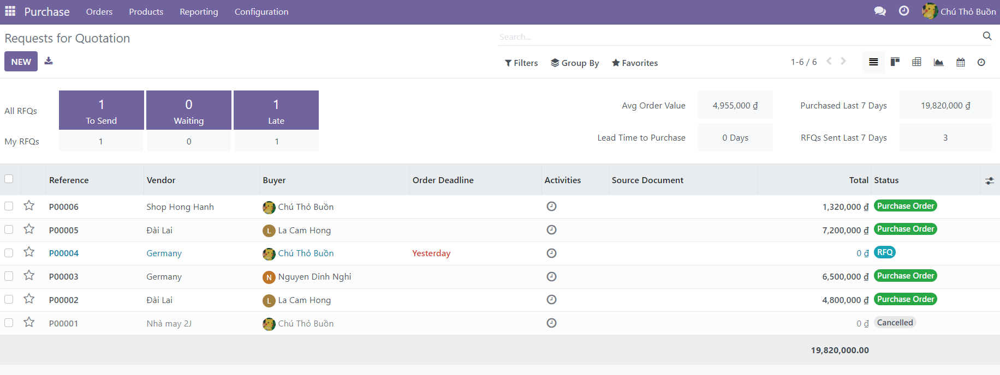 Purchase Orders Products Reporting Configuration Chú Thỏ Buồn
Requests for Quotation
Search...
NEW
Filters Group By Favorites 1-6 / 6
All RFQs 1 To Send 0 Waiting 1 Late
My RFQs 1 0 1
Avg Order Value 4,955,000 ₫ Purchased Last 7 Days 19,820,000 ₫
Lead Time to Purchase 0 Days RFQs Sent Last 7 Days 3
Reference Vendor Buyer Order Deadline Activities Source Document Total Status
P00006 Shop Hong Hanh Chú Thỏ Buồn 1,320,000 ₫ Purchase Order
P00005 Đài Lai L La Cam Hong 7,200,000 ₫ Purchase Order
P00004 Germany Chú Thỏ Buồn Yesterday 0 ₫ RFQ
P00003 Germany N Nguyen Dinh Nghi 6,500,000 ₫ Purchase Order
P00002 Đài Lai L La Cam Hong 4,800,000 ₫ Purchase Order
P00001 Nhà may 2J Chú Thỏ Buồn 0 ₫ Cancelled
19,820,000.00